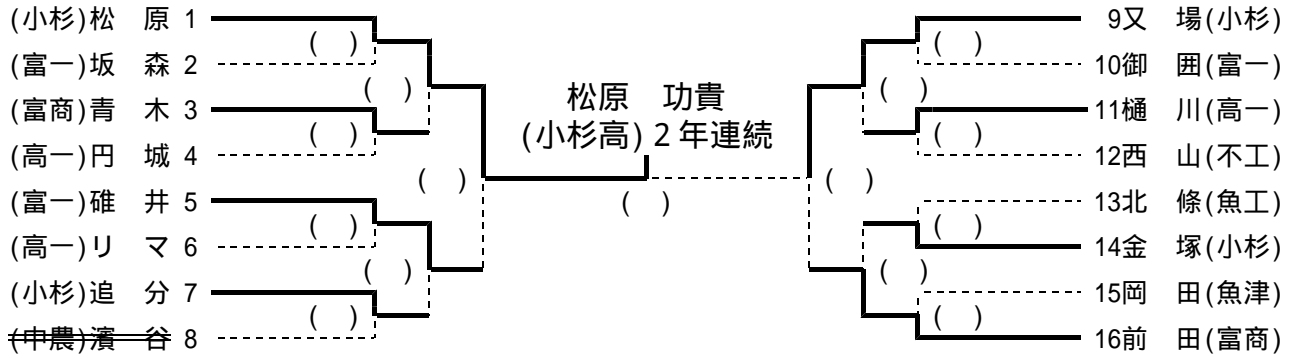 (小杉)松　原 1
(　)
(富一)坂　森 2
(　)
(富商)青　木 3
(　)
(高一)円　城 4
(　)
(富一)碓　井 5
(　)
(高一)リ　マ 6
(　)
(小杉)追　分 7
(　)
(中農)濱　谷 8
松原　功貴
(小杉高)２年連続
(　)
9又　場(小杉)
(　)
10御　囲(富一)
(　)
11樋　川(高一)
(　)
12西　山(不工)
(　)
13北　條(魚工)
(　)
14金　塚(小杉)
(　)
15岡　田(魚津)
(　)
16前　田(富商)